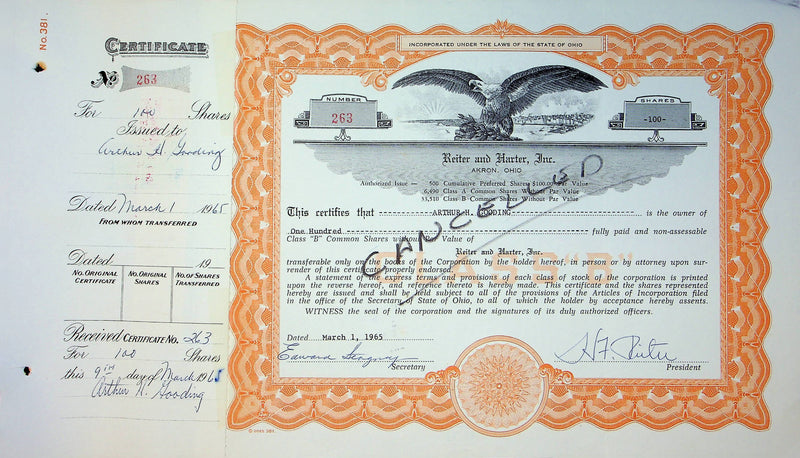 No. 381.
CERTIFICATE
No 263
For 100 Shares
Issued to
Arthur H. Gooding
Dated March 1 1965
FROM WHOM TRANSFERRED
Dated 19
NO. ORIGINAL CERTIFICATE
NO. ORIGINAL SHARES
NO. OF SHARES TRANSFERRED
Received CERTIFICATE NO. 263
For 100 Shares
this 9TH day of March 1965
Arthur H. Gooding
INCORPORATED UNDER THE LAWS OF THE STATE OF OHIO
NUMBER
263
SHARES
-100-
Reiter and Harter, Inc.
AKRON, OHIO
Authorized Issue — 500 Cumulative Preferred Shares $100.00 Par Value
6,490 Class A Common Shares Without Par Value
33,510 Class B Common Shares Without Par Value
CANCELLED
This certifies that ARTHUR H. GOODING is the owner of
One Hundred fully paid and non-assessable
Class "B" Common Shares without Par Value of
Reiter and Harter, Inc.
transferable only on the books of the Corporation by the holder hereof, in person or by attorney upon sur-
render of this certificate properly endorsed.
A statement of the express terms and provisions of each class of stock of the corporation is printed
upon the reverse hereof, and reference thereto is hereby made. This certificate and the shares represented
hereby are issued and shall be held subject to all of the provisions of the Articles of Incorporation filed
in the office of the Secretary of State of Ohio, to all of which the holder by acceptance hereby assents.
WITNESS the seal of the corporation and the signatures of its duly authorized officers.
Dated March 1, 1965
Edward
Secretary
H F Reiter
President